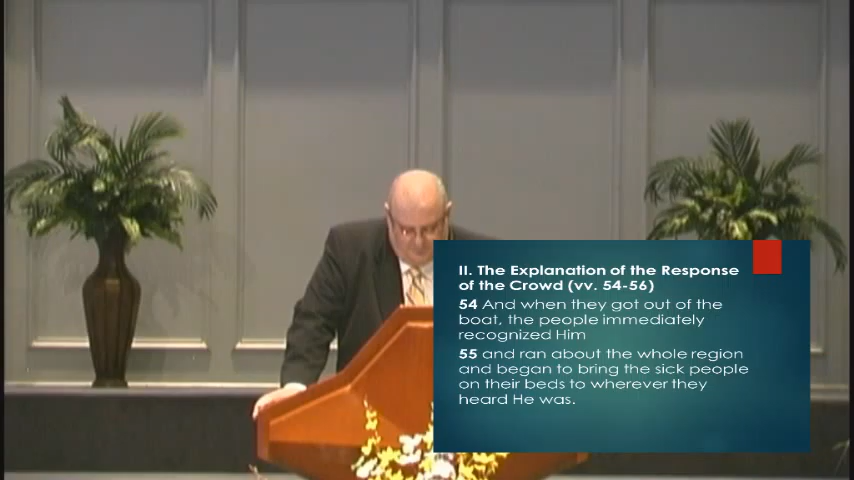 II. The Explanation of the Response
of the Crowd (vv. 54-56)
54 And when they got out of the
boat, the people immediately
recognized Him
55 and ran about the whole region
and began to bring the sick people
on their beds to wherever they
heard He was.